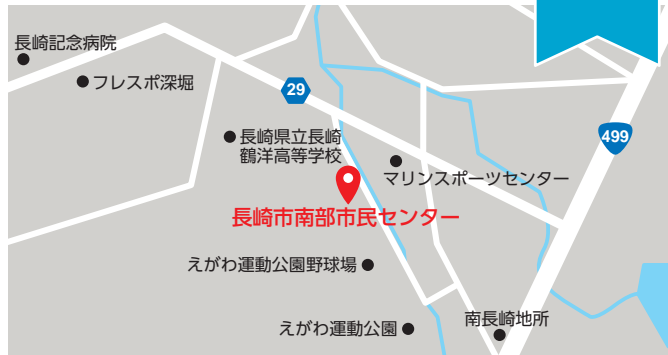 長崎記念病院
フレスポ深堀
29
長崎県立長崎
鶴洋高等学校
499
マリンスポーツセンター
長崎市南部市民センター
えがわ運動公園野球場
南長崎地所
えがわ運動公園